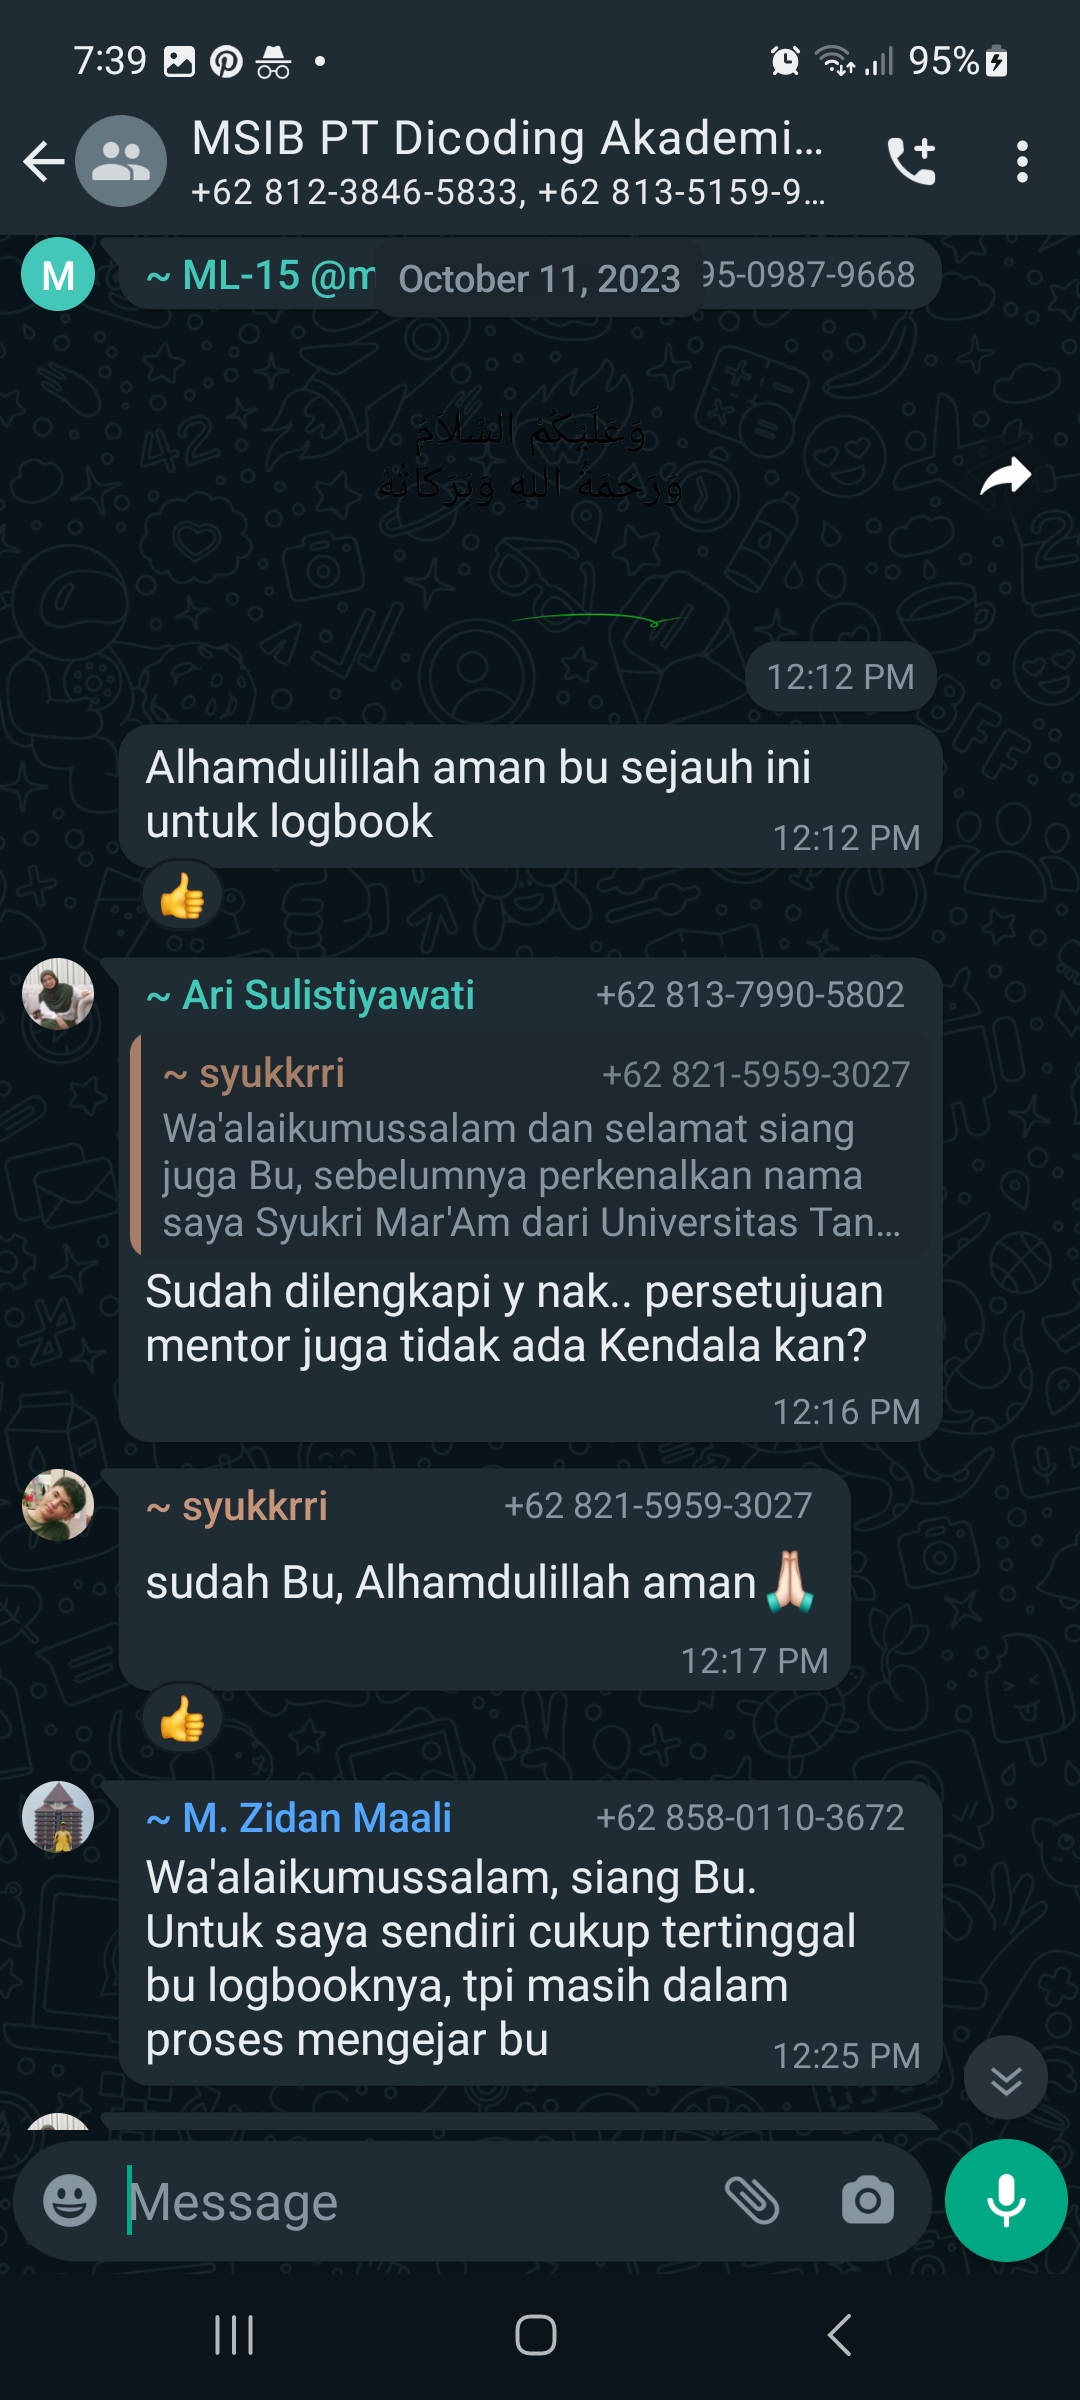 7:39
95%
MSIB PT Dicoding Akademi...
+62 812-3846-5833, +62 813-5159-9...
M
~ ML-15 @m
October 11, 2023
95-0987-9668
وَعَلَيْكُمْ السَّلَامُ
وَرَحْمَةُ اللهِ وَبَرَكَاتُهُ
12:12 PM
Alhamdulillah aman bu sejauh ini
untuk logbook
12:12 PM
~ Ari Sulistiyawati +62 813-7990-5802
~ syukkrri +62 821-5959-3027
Wa'alaikumussalam dan selamat siang
juga Bu, sebelumnya perkenalkan nama
saya Syukri Mar'Am dari Universitas Tan...
Sudah dilengkapi y nak.. persetujuan
mentor juga tidak ada Kendala kan?
12:16 PM
~ syukkrri +62 821-5959-3027
sudah Bu, Alhamdulillah aman🙏🏻
12:17 PM
~ M. Zidan Maali +62 858-0110-3672
Wa'alaikumussalam, siang Bu.
Untuk saya sendiri cukup tertinggal
bu logbooknya, tpi masih dalam
proses mengejar bu
12:25 PM
Message